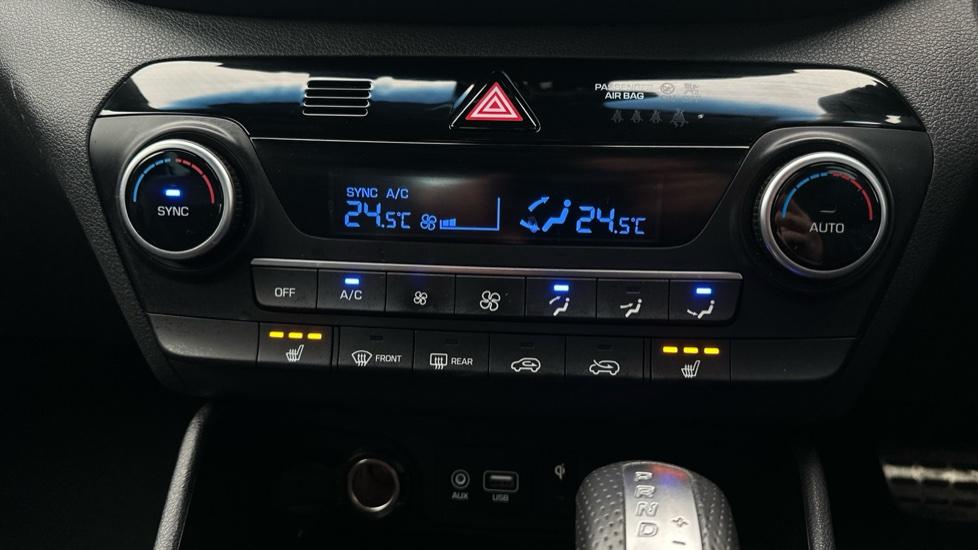 PASSENGER
AIR BAG
SYNC A/C
24.5°C 24.5°C
SYNC
AUTO
OFF
A/C
FRONT
REAR
AUX
USB
P
R
N
D
+
-